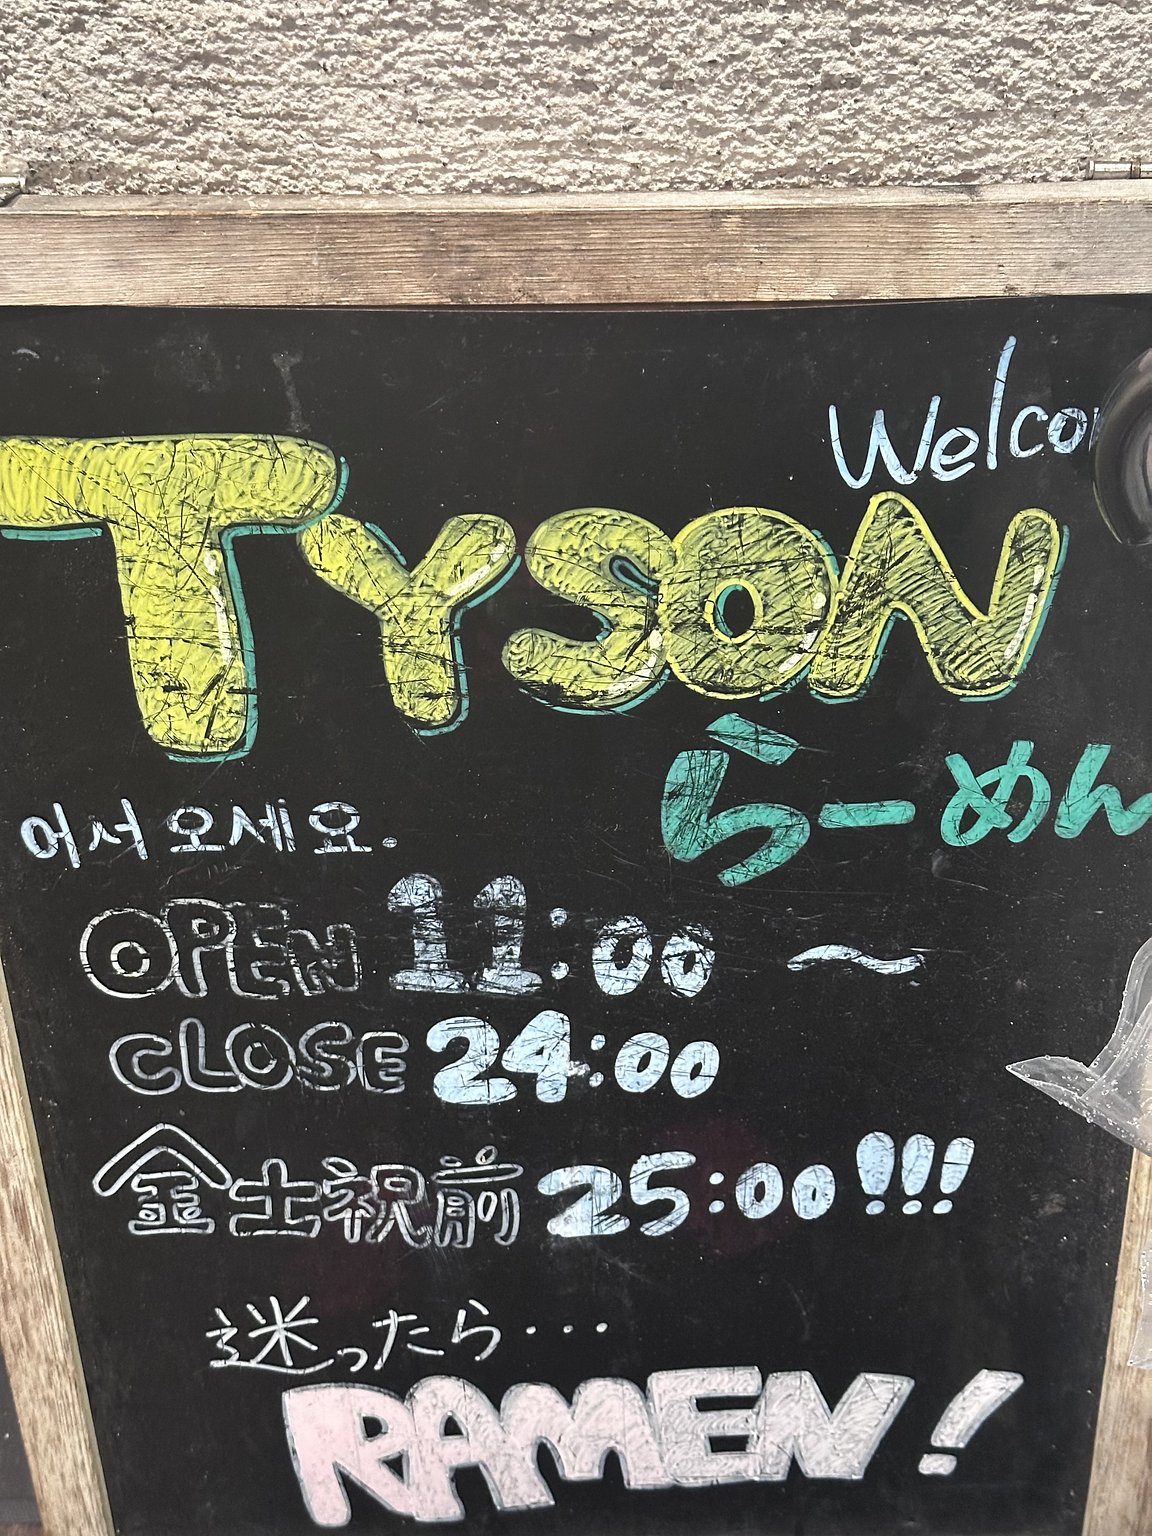 Welco
TYSON
らーめん
어서 오세요.
OPEN 11:00 ～
CLOSE 24:00
金土祝前 25:00 !!!
迷ったら・・・
RAMEN!